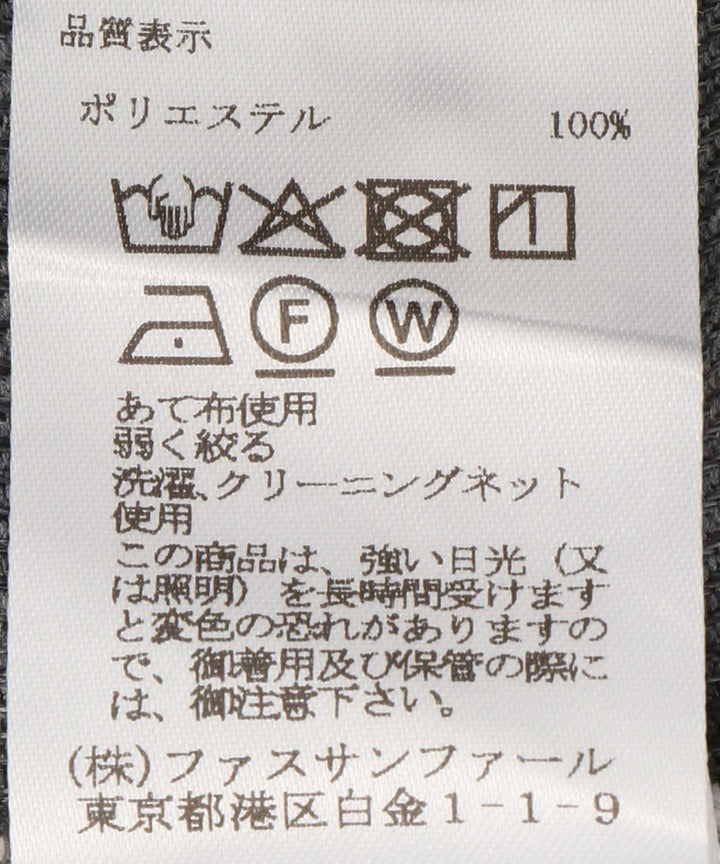 品質表示
ポリエステル 100%
F W
あて布使用
弱く絞る
洗濯、クリーニングネット
使用
この商品は、強い日光（又
は照明）を長時間受けます
と変色の恐れがありますの
で、御着用及び保管の際に
は、御注意下さい。
(株)ファスサンファール
東京都港区白金1-1-9